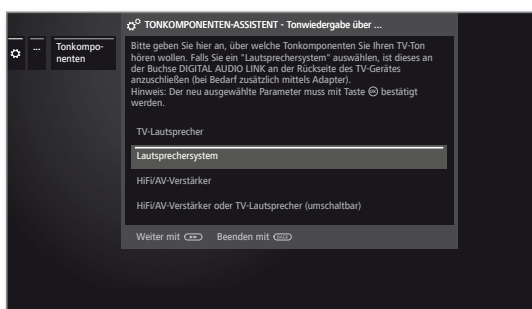 TONKOMPONENTEN-ASSISTENT - Tonwiedergabe über ...
...
Tonkompo-
nenten
Bitte geben Sie hier an, über welche Tonkomponenten Sie Ihren TV-Ton
hören wollen. Falls Sie ein "Lautsprechersystem" auswählen, ist dieses an
der Buchse DIGITAL AUDIO LINK an der Rückseite des TV-Gerätes
anzuschließen (bei Bedarf zusätzlich mittels Adapter).
Hinweis: Der neu ausgewählte Parameter muss mit Taste OK bestätigt
werden.
TV-Lautsprecher
Lautsprechersystem
HiFi/AV-Verstärker
HiFi/AV-Verstärker oder TV-Lautsprecher (umschaltbar)
Weiter mit Beenden mit BACK